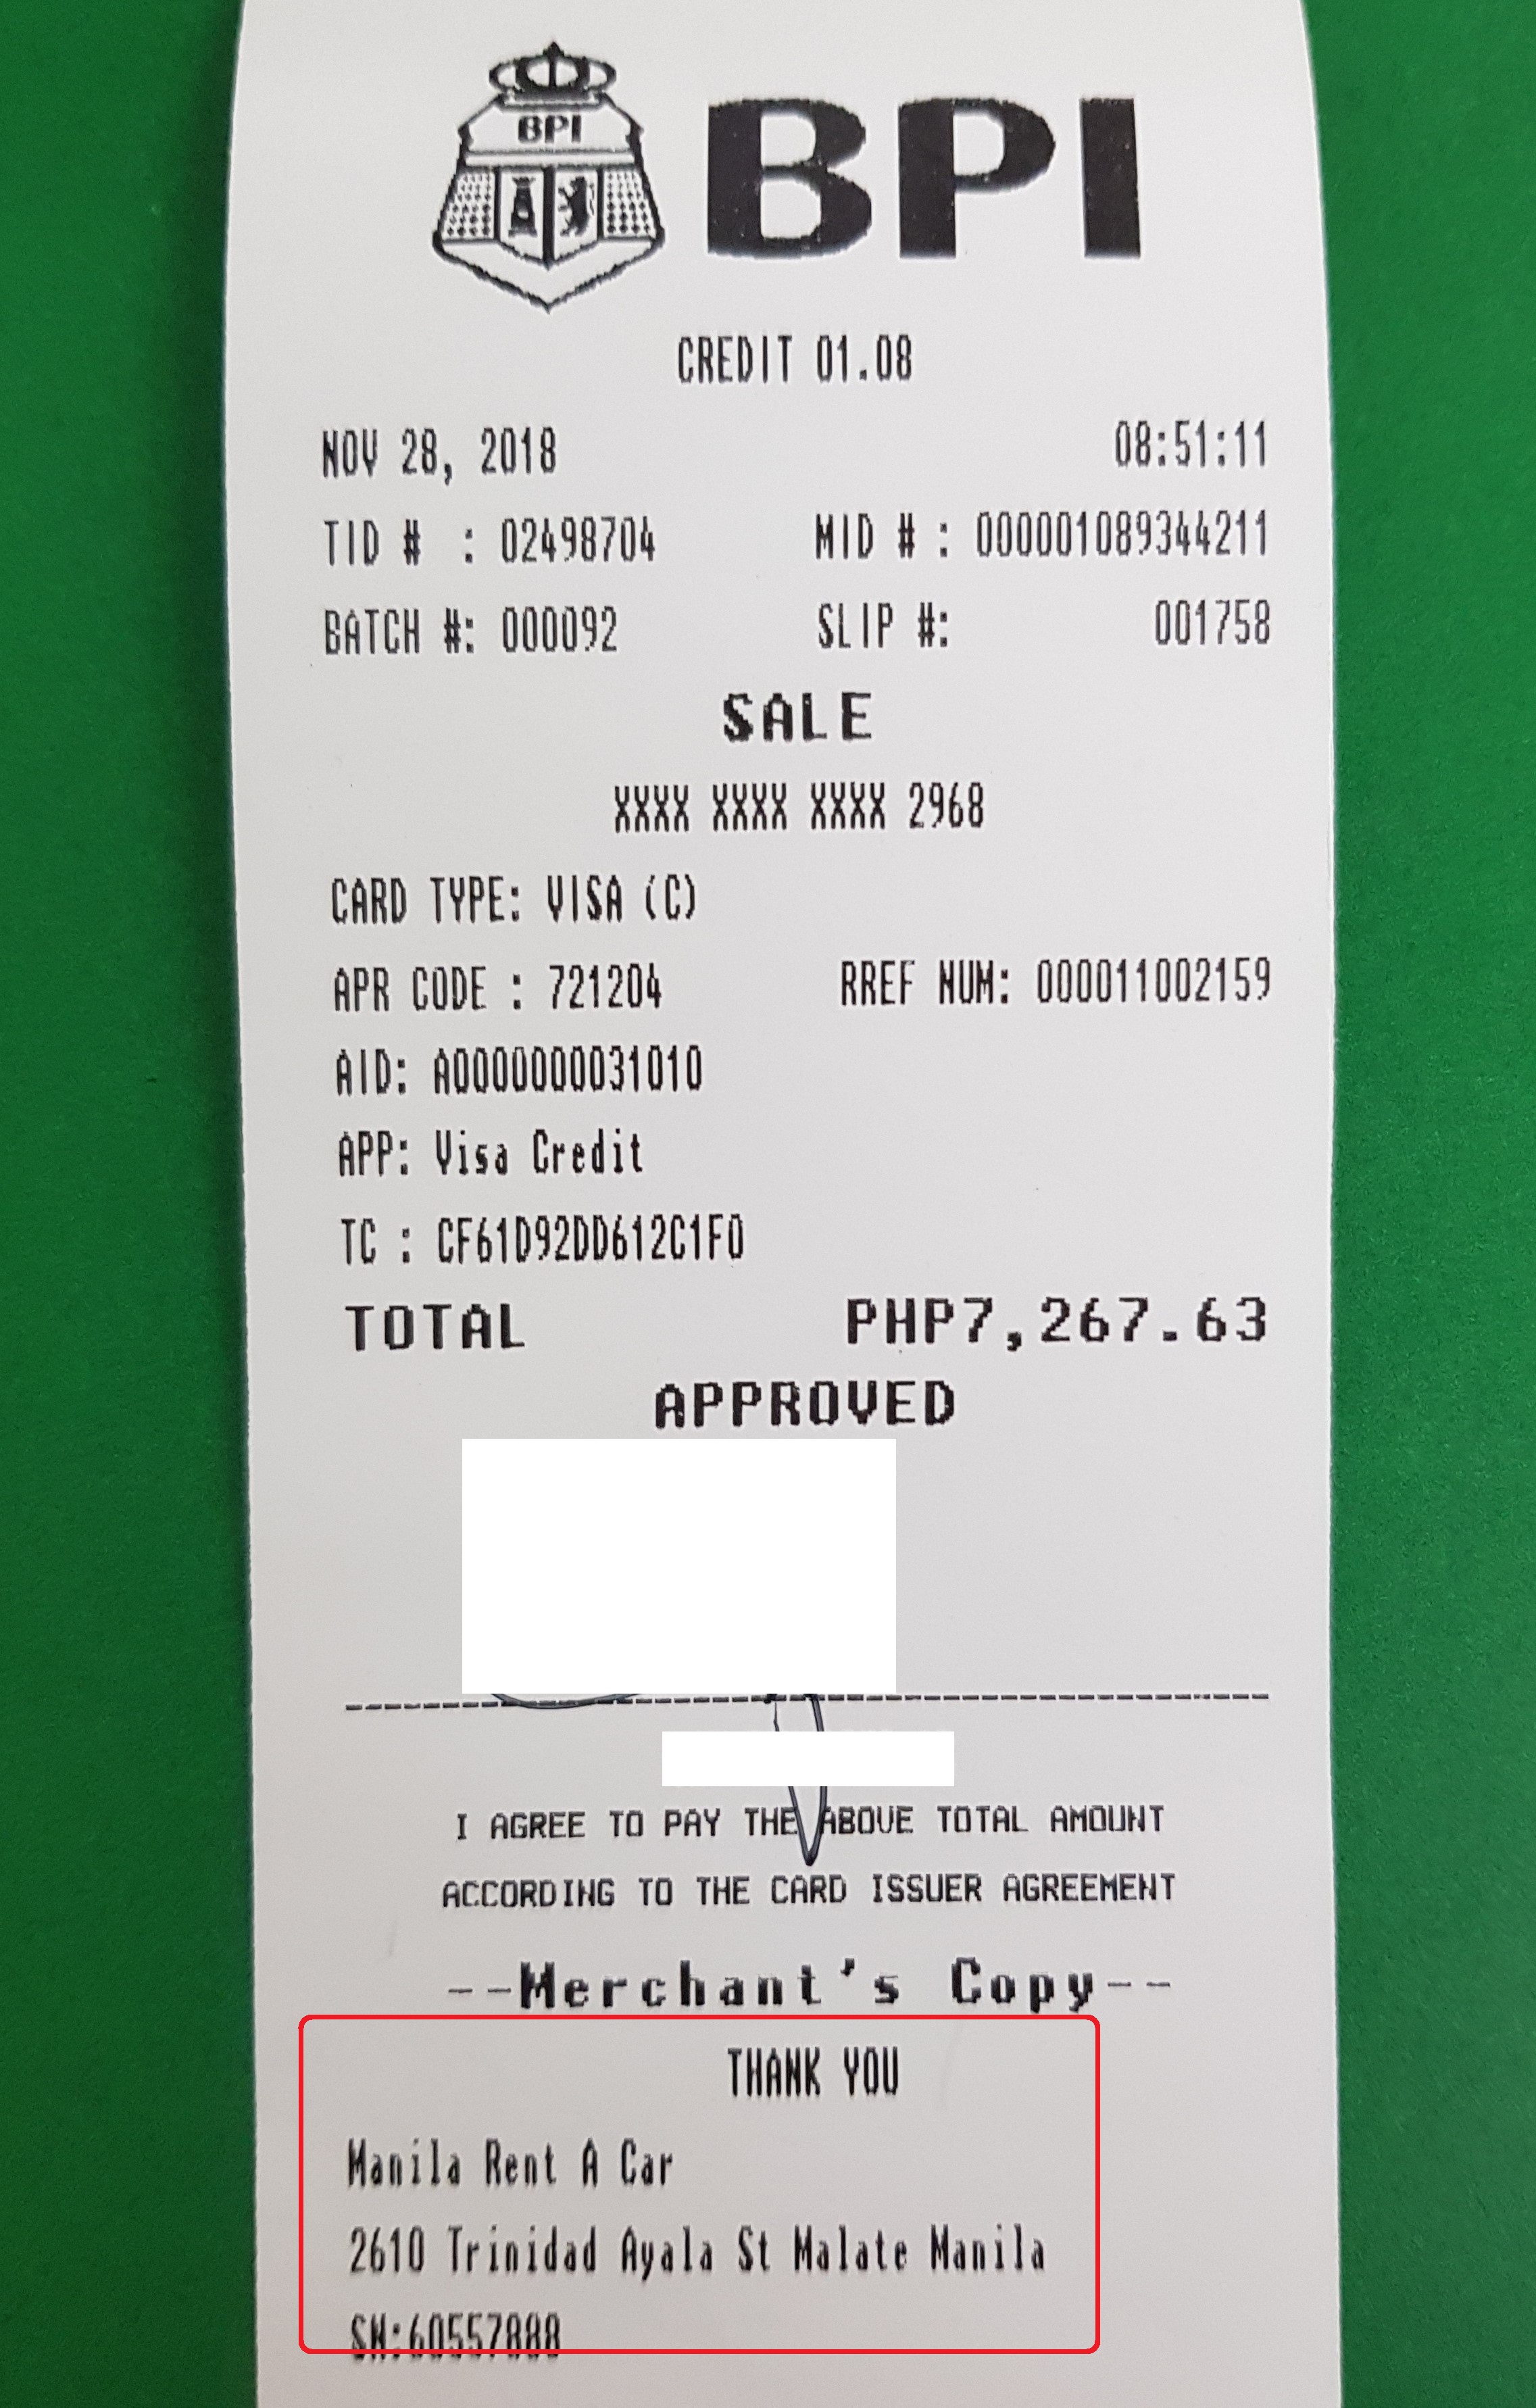 BPI
BPI
CREDIT 01.08
NOV 28, 2018 08:51:11
TID # : 02498704 MID # : 000001089344211
BATCH #: 000092 SLIP #: 001758
SALE
XXXX XXXX XXXX 2968
CARD TYPE: VISA (C)
APR CODE : 721204 RREF NUM: 000011002159
AID: A0000000031010
APP: Visa Credit
TC : CF61D92DD612C1F0
TOTAL PHP7,267.63
APPROVED
I AGREE TO PAY THE ABOVE TOTAL AMOUNT
ACCORDING TO THE CARD ISSUER AGREEMENT
--Merchant's Copy--
THANK YOU
Manila Rent A Car
2610 Trinidad Ayala St Malate Manila
SN:60557888